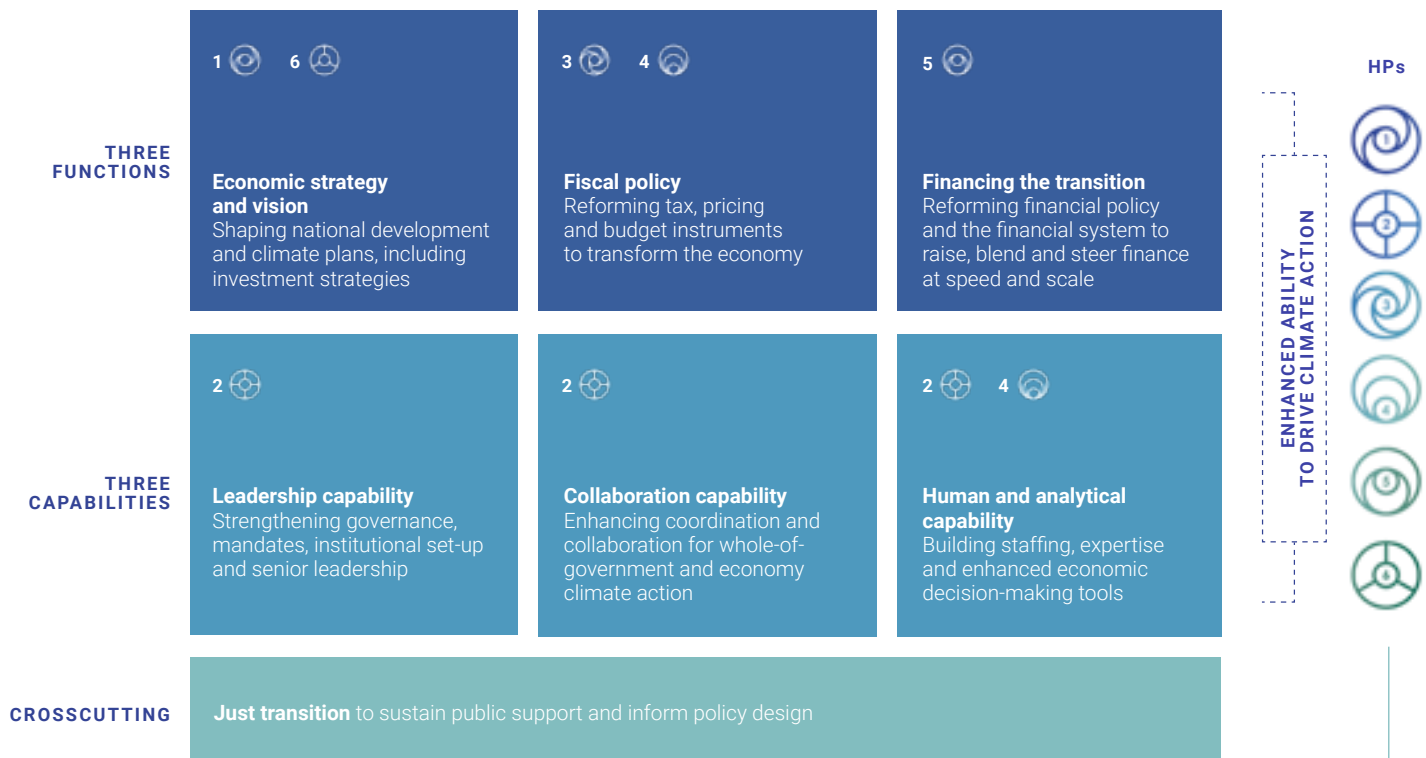 THREE
FUNCTIONS
1 6
Economic strategy
and vision
Shaping national development
and climate plans, including
investment strategies
3 4
Fiscal policy
Reforming tax, pricing
and budget instruments
to transform the economy
5
Financing the transition
Reforming financial policy
and the financial system to
raise, blend and steer finance
at speed and scale
THREE
CAPABILITIES
2
Leadership capability
Strengthening governance,
mandates, institutional set-up
and senior leadership
2
Collaboration capability
Enhancing coordination and
collaboration for whole-of-
government and economy
climate action
2 4
Human and analytical
capability
Building staffing, expertise
and enhanced economic
decision-making tools
CROSSCUTTING
Just transition to sustain public support and inform policy design
ENHANCED ABILITY
TO DRIVE CLIMATE ACTION
HPs
1
2
3
4
5
6